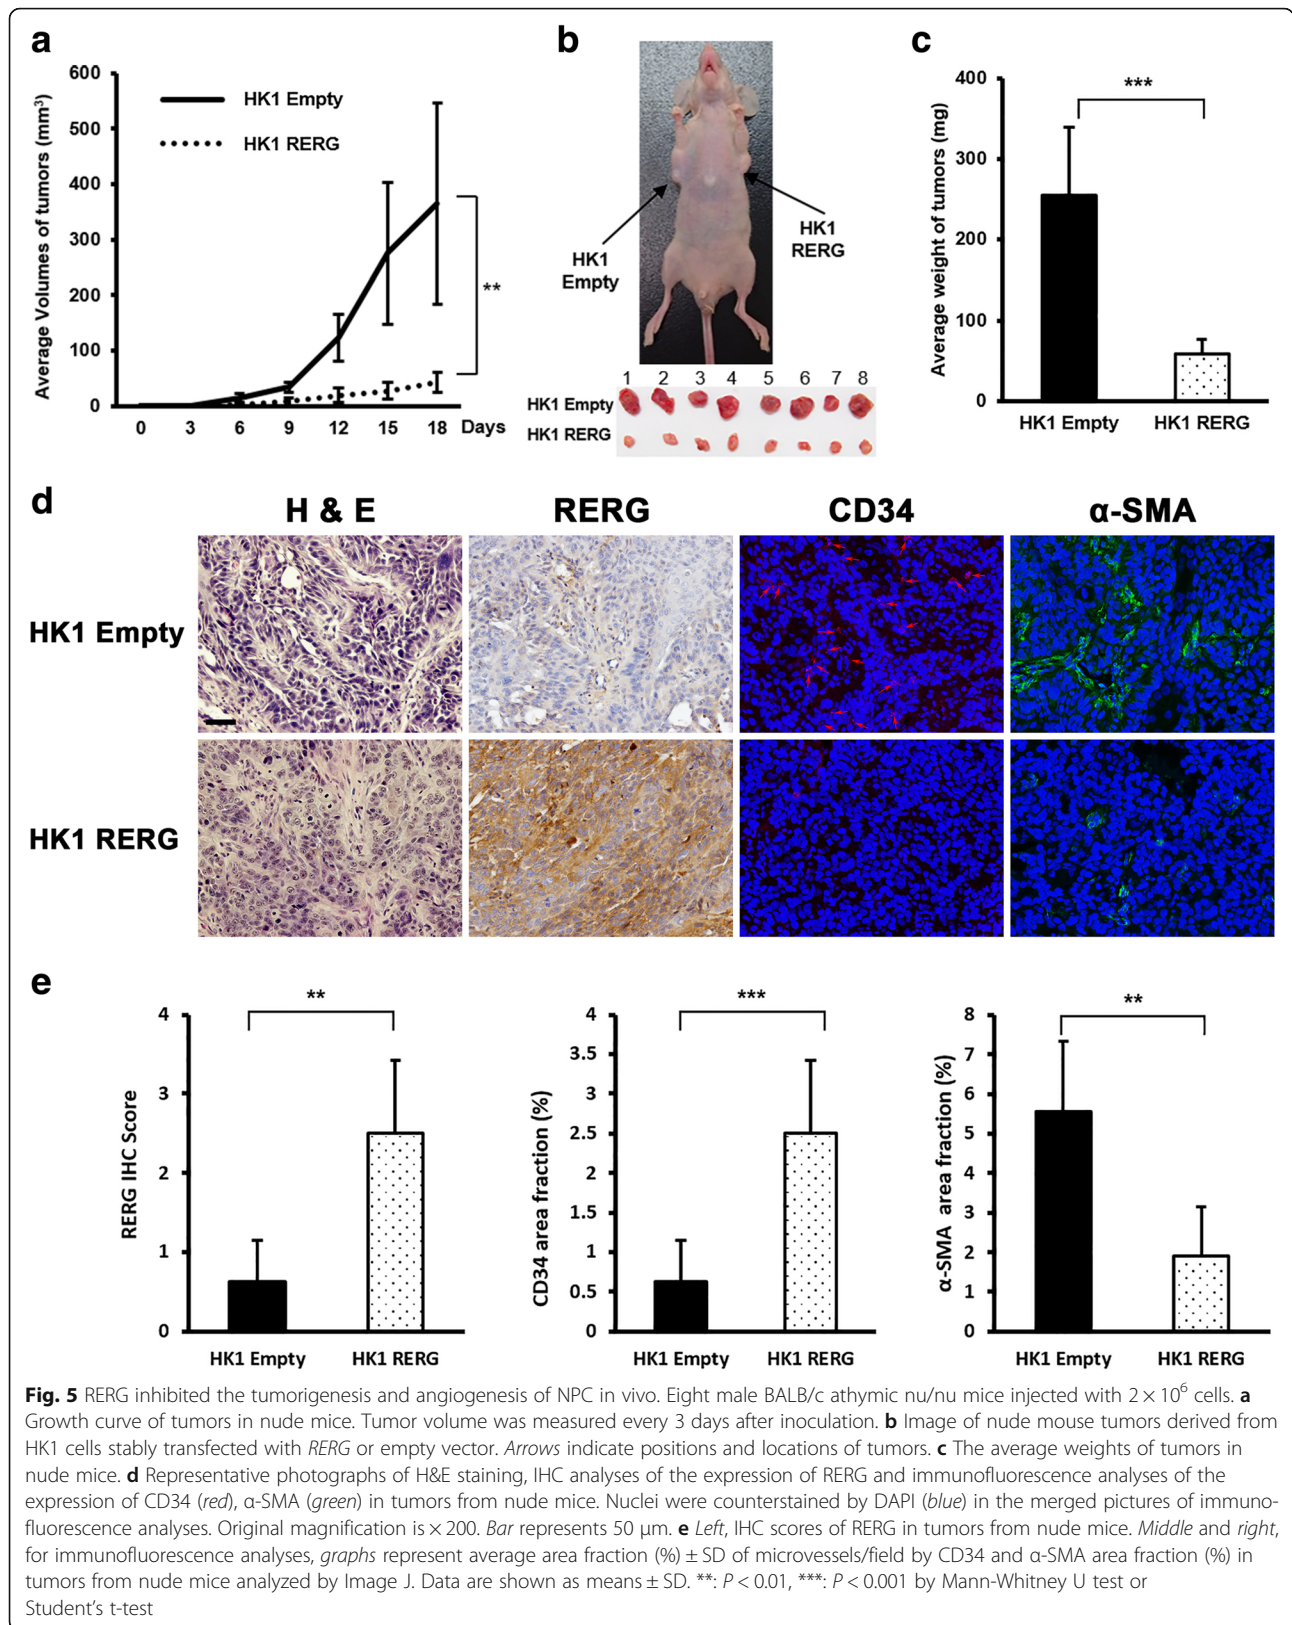 a
Average Volumes of tumors (mm³)
600
500
400
300
200
100
0
HK1 Empty
HK1 RERG
**
0 3 6 9 12 15 18 Days
b
HK1
Empty
HK1
RERG
1 2 3 4 5 6 7 8
HK1 Empty
HK1 RERG
c
Average weight of tumors (mg)
400
300
200
100
0
***
HK1 Empty HK1 RERG
d
H & E RERG CD34 α-SMA
HK1 Empty
HK1 RERG
e
RERG IHC Score
4
3
2
1
0
**
HK1 Empty HK1 RERG
CD34 area fraction (%)
4
3.5
3
2.5
2
1.5
1
0.5
0
***
HK1 Empty HK1 RERG
α-SMA area fraction (%)
8
7
6
5
4
3
2
1
0
**
HK1 Empty HK1 RERG
Fig. 5 RERG inhibited the tumorigenesis and angiogenesis of NPC in vivo. Eight male BALB/c athymic nu/nu mice injected with 2 × 10⁶ cells. a
Growth curve of tumors in nude mice. Tumor volume was measured every 3 days after inoculation. b Image of nude mouse tumors derived from
HK1 cells stably transfected with RERG or empty vector. Arrows indicate positions and locations of tumors. c The average weights of tumors in
nude mice. d Representative photographs of H&E staining, IHC analyses of the expression of RERG and immunofluorescence analyses of the
expression of CD34 (red), α-SMA (green) in tumors from nude mice. Nuclei were counterstained by DAPI (blue) in the merged pictures of immuno-
fluorescence analyses. Original magnification is × 200. Bar represents 50 μm. e Left, IHC scores of RERG in tumors from nude mice. Middle and right,
for immunofluorescence analyses, graphs represent average area fraction (%) ± SD of microvessels/field by CD34 and α-SMA area fraction (%) in
tumors from nude mice analyzed by Image J. Data are shown as means ± SD. **: P < 0.01, ***: P < 0.001 by Mann-Whitney U test or
Student's t-test